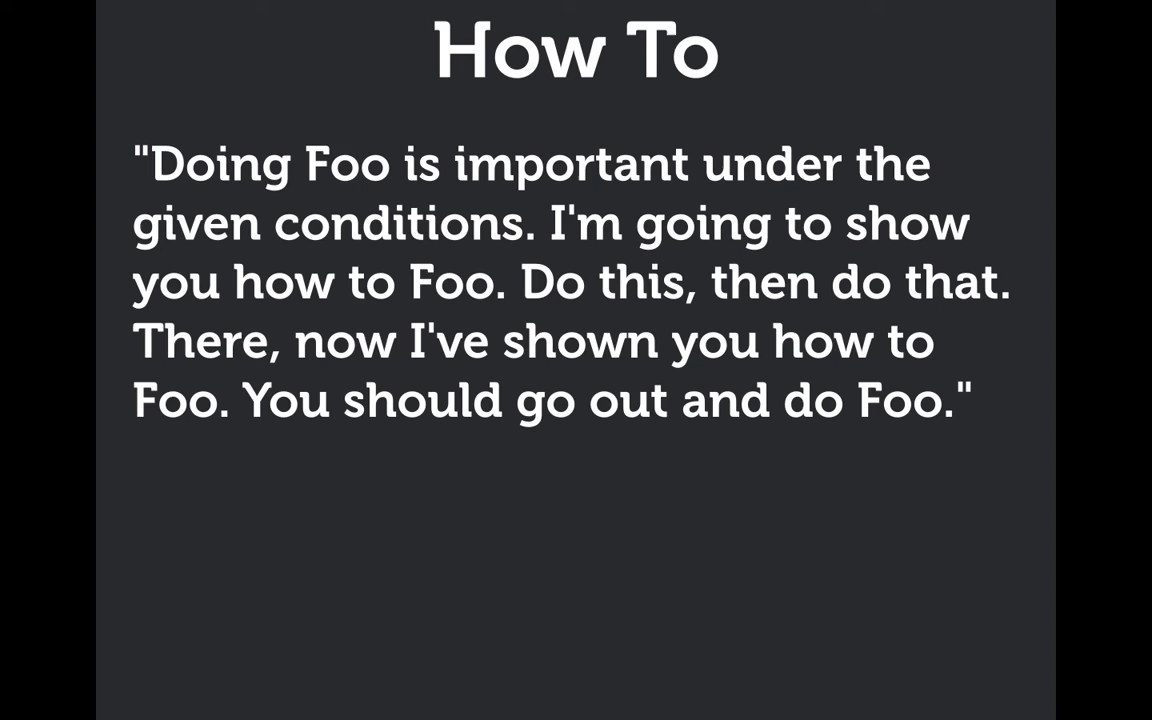 How To
"Doing Foo is important under the
given conditions. I'm going to show
you how to Foo. Do this, then do that.
There, now I've shown you how to
Foo. You should go out and do Foo."